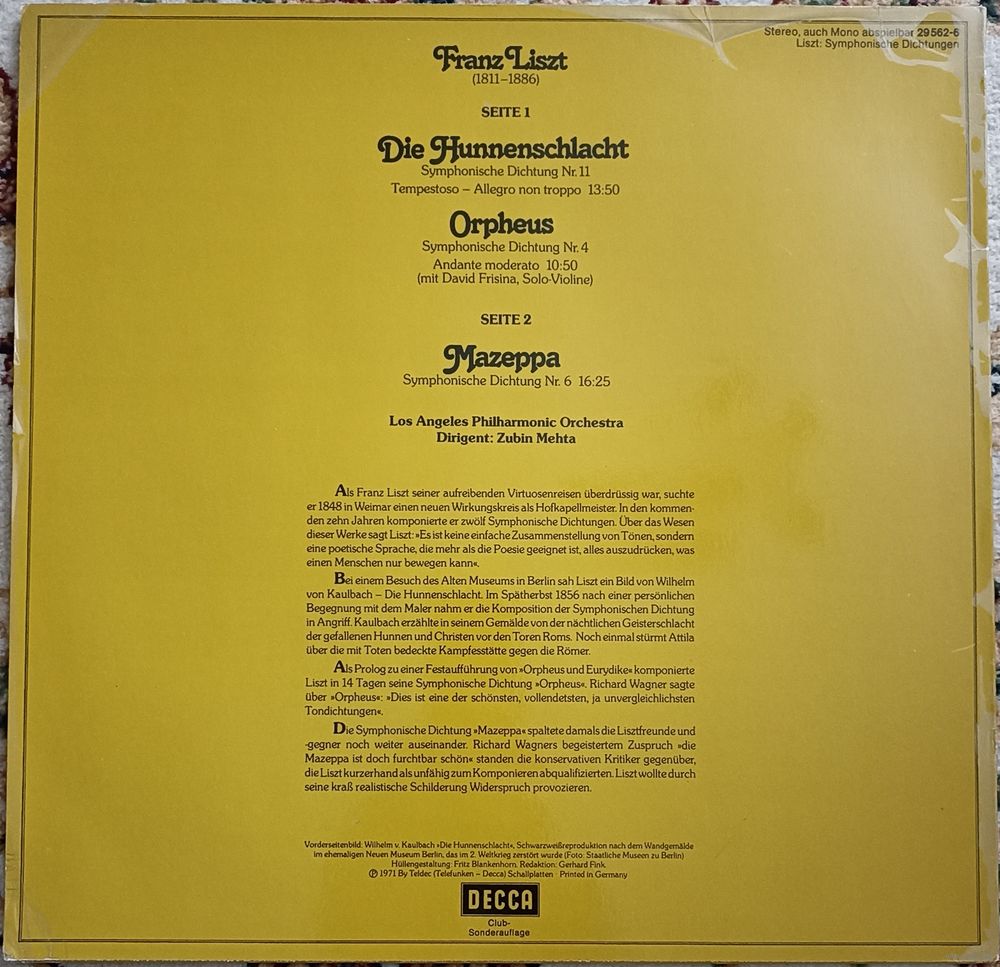 Stereo, auch Mono abspielbar 29 562-6
Liszt: Symphonische Dichtungen
Franz Liszt
(1811–1886)
SEITE 1
Die Hunnenschlacht
Symphonische Dichtung Nr. 11
Tempestoso – Allegro non troppo 13:50
Orpheus
Symphonische Dichtung Nr. 4
Andante moderato 10:50
(mit David Frisina, Solo-Violine)
SEITE 2
Mazeppa
Symphonische Dichtung Nr. 6 16:25
Los Angeles Philharmonic Orchestra
Dirigent: Zubin Mehta
Als Franz Liszt seiner aufreibenden Virtuosenreisen überdrüssig war, suchte
er 1848 in Weimar einen neuen Wirkungskreis als Hofkapellmeister. In den kommen-
den zehn Jahren komponierte er zwölf Symphonische Dichtungen. Über das Wesen
dieser Werke sagt Liszt: »Es ist keine einfache Zusammenstellung von Tönen, sondern
eine poetische Sprache, die mehr als die Poesie geeignet ist, alles auszudrücken, was
einen Menschen nur bewegen kann«.
Bei einem Besuch des Alten Museums in Berlin sah Liszt ein Bild von Wilhelm
von Kaulbach – Die Hunnenschlacht. Im Spätherbst 1856 nach einer persönlichen
Begegnung mit dem Maler nahm er die Komposition der Symphonischen Dichtung
in Angriff. Kaulbach erzählte in seinem Gemälde von der nächtlichen Geisterschlacht
der gefallenen Hunnen und Christen vor den Toren Roms. Noch einmal stürmt Attila
über die mit Toten bedeckte Kampfesstätte gegen die Römer.
Als Prolog zu einer Festaufführung von »Orpheus und Eurydike« komponierte
Liszt in 14 Tagen seine Symphonische Dichtung »Orpheus«. Richard Wagner sagte
über »Orpheus«: »Dies ist eine der schönsten, vollendetsten, ja unvergleichlichsten
Tondichtungen«.
Die Symphonische Dichtung »Mazeppa« spaltete damals die Lisztfreunde und
-gegner noch weiter auseinander. Richard Wagners begeistertem Zuspruch »die
Mazeppa ist doch furchtbar schön« standen die konservativen Kritiker gegenüber,
die Liszt kurzerhand als unfähig zum Komponieren abqualifizierten. Liszt wollte durch
seine kraß realistische Schilderung Widerspruch provozieren.
Vorderseitenbild: Wilhelm v. Kaulbach »Die Hunnenschlacht«, Schwarzweißreproduktion nach dem Wandgemälde
im ehemaligen Neuen Museum Berlin, das im 2. Weltkrieg zerstört wurde (Foto: Staatliche Museen zu Berlin)
Hüllengestaltung: Fritz Blankenhorn. Redaktion: Gerhard Fink.
℗ 1971 By Teldec (Telefunken – Decca) Schallplatten · Printed in Germany
DECCA
Club-
Sonderauflage